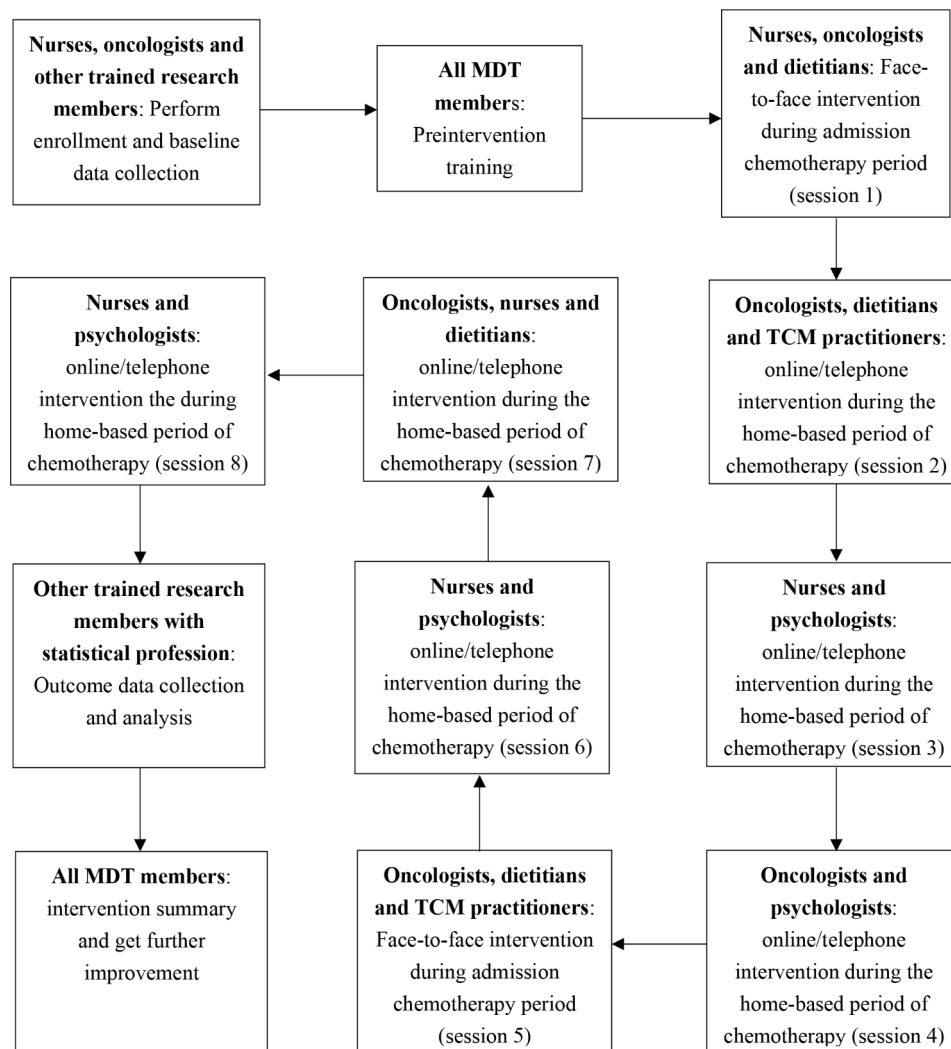 Nurses, oncologists and
other trained research
members: Perform
enrollment and baseline
data collection
All MDT
members:
Preintervention
training
Nurses, oncologists
and dietitians: Face-
to-face intervention
during admission
chemotherapy period
(session 1)
Oncologists, dietitians
and TCM practitioners:
online/telephone
intervention during the
home-based period of
chemotherapy (session 2)
Nurses and
psychologists:
online/telephone
intervention during the
home-based period of
chemotherapy (session 3)
Oncologists and
psychologists:
online/telephone
intervention during the
home-based period of
chemotherapy (session 4)
Oncologists, dietitians
and TCM practitioners:
Face-to-face intervention
during admission
chemotherapy period
(session 5)
Nurses and
psychologists:
online/telephone
intervention during the
home-based period of
chemotherapy (session 6)
Oncologists, nurses and
dietitians:
online/telephone
intervention during the
home-based period of
chemotherapy (session 7)
Nurses and
psychologists:
online/telephone
intervention the during
home-based period of
chemotherapy (session 8)
Other trained research
members with
statistical profession:
Outcome data collection
and analysis
All MDT members:
intervention summary
and get further
improvement